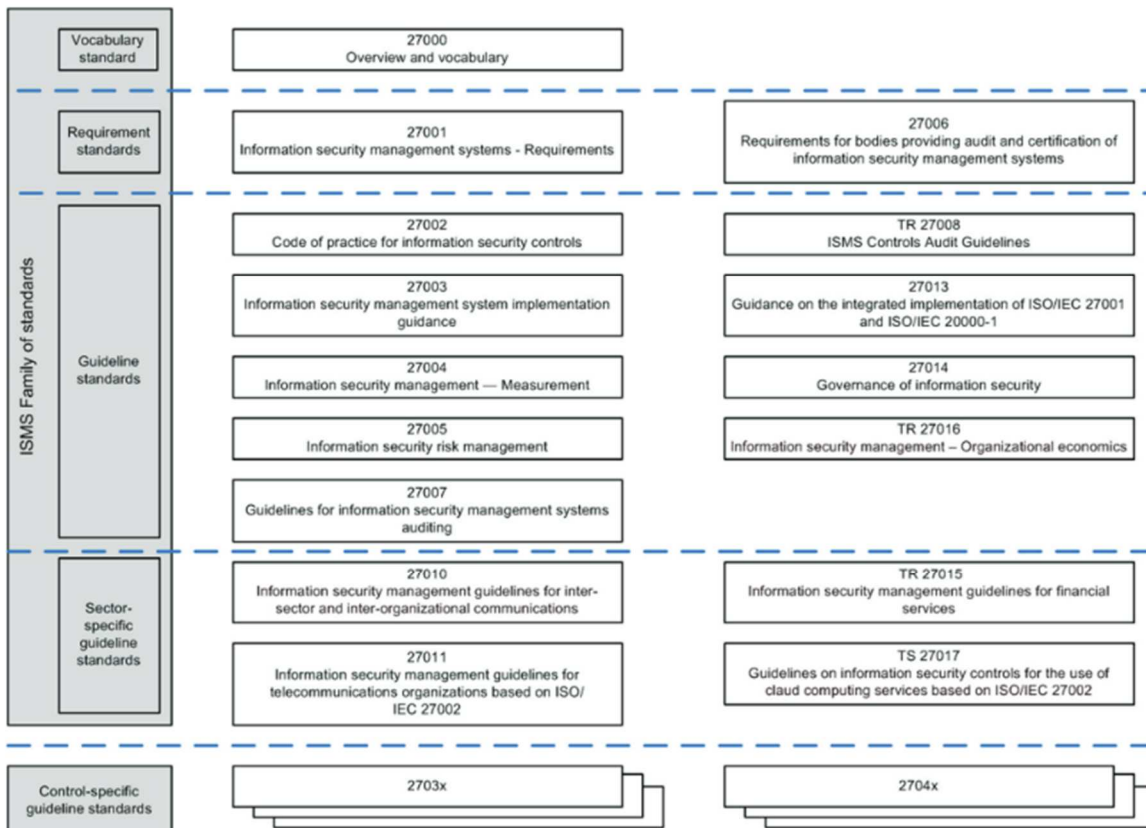 ISMS Family of standards
Vocabulary
standard
27000
Overview and vocabulary
Requirement
standards
27001
Information security management systems - Requirements
27006
Requirements for bodies providing audit and certification of
information security management systems
Guideline
standards
27002
Code of practice for information security controls
TR 27008
ISMS Controls Audit Guidelines
27003
Information security management system implementation
guidance
27013
Guidance on the integrated implementation of ISO/IEC 27001
and ISO/IEC 20000-1
27004
Information security management — Measurement
27014
Governance of information security
27005
Information security risk management
TR 27016
Information security management – Organizational economics
27007
Guidelines for information security management systems
auditing
Sector-
specific
guideline
standards
27010
Information security management guidelines for inter-
sector and inter-organizational communications
TR 27015
Information security management guidelines for financial
services
27011
Information security management guidelines for
telecommunications organizations based on ISO/
IEC 27002
TS 27017
Guidelines on information security controls for the use of
claud computing services based on ISO/IEC 27002
Control-specific
guideline standards
2703x
2704x